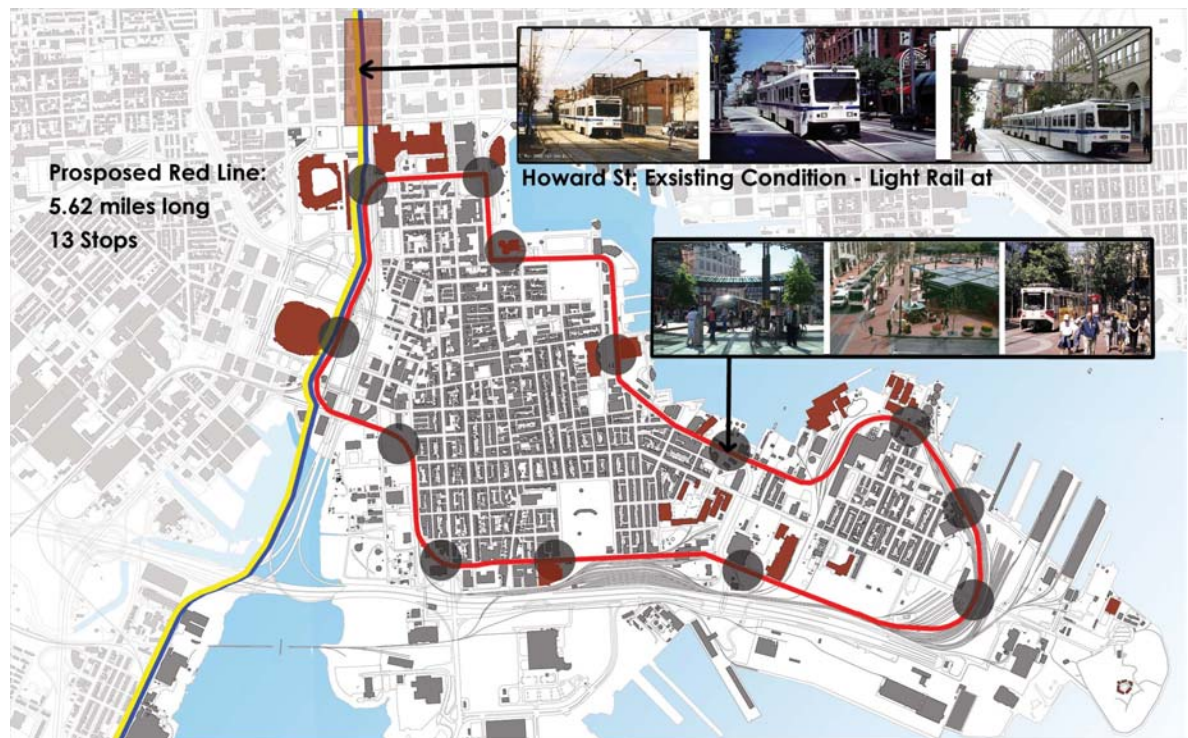 Prosposed Red Line:
5.62 miles long
13 Stops
Howard St: Exsisting Condition - Light Rail at